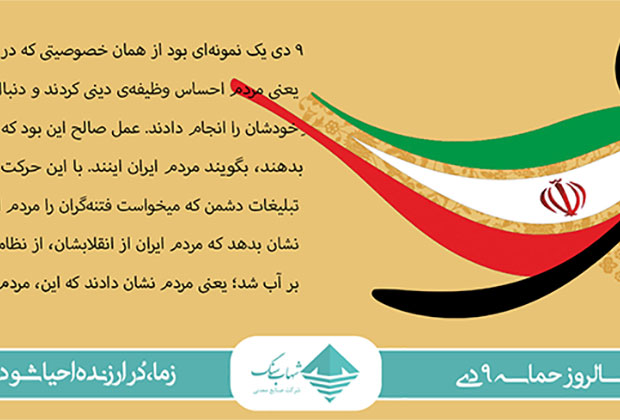 ۹ دی یک نمونه‌ای بود از همان خصوصیتی که در
یعنی مردم احساس وظیفه‌ی دینی کردند و دنبال
خودشان را انجام دادند. عمل صالح این بود که
بدهند، بگویند مردم ایران اینند. با این حرکت
تبلیغات دشمن که میخواست فتنه‌گران را مردم
نشان بدهد که مردم ایران از انقلابشان، از نظام
بر آب شد؛ یعنی مردم نشان دادند که این، مردم
سالروز حماسه ۹ دی
شهاب سنگ
شرکت صنایع معدنی
زما، دُر ارزنده احیا شود